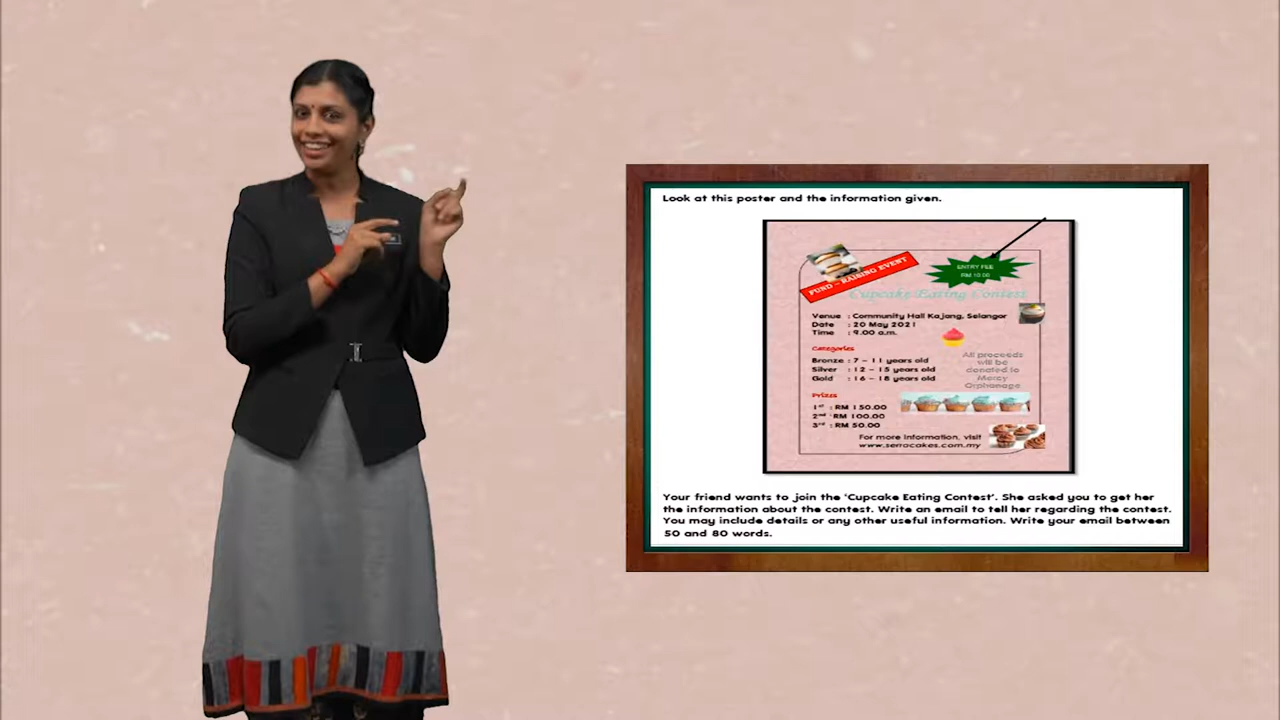 Look at this poster and the information given.
FUND - RAISING EVENT
ENTRY FEE
RM 10.00
Cupcake Eating Contest
Venue : Community Hall Kajang, Selangor
Date : 20 May 2021
Time : 9.00 a.m.
Categories
Bronze : 7 - 11 years old
Silver : 12 - 15 years old
Gold : 16 - 18 years old
All proceeds
will be
donated to
Mercy
Orphanage
Prizes
1st : RM 150.00
2nd : RM 100.00
3rd : RM 50.00
For more information, visit
www.serracakes.com.my
Your friend wants to join the 'Cupcake Eating Contest'. She asked you to get her
the information about the contest. Write an email to tell her regarding the contest.
You may include details or any other useful information. Write your email between
50 and 80 words.